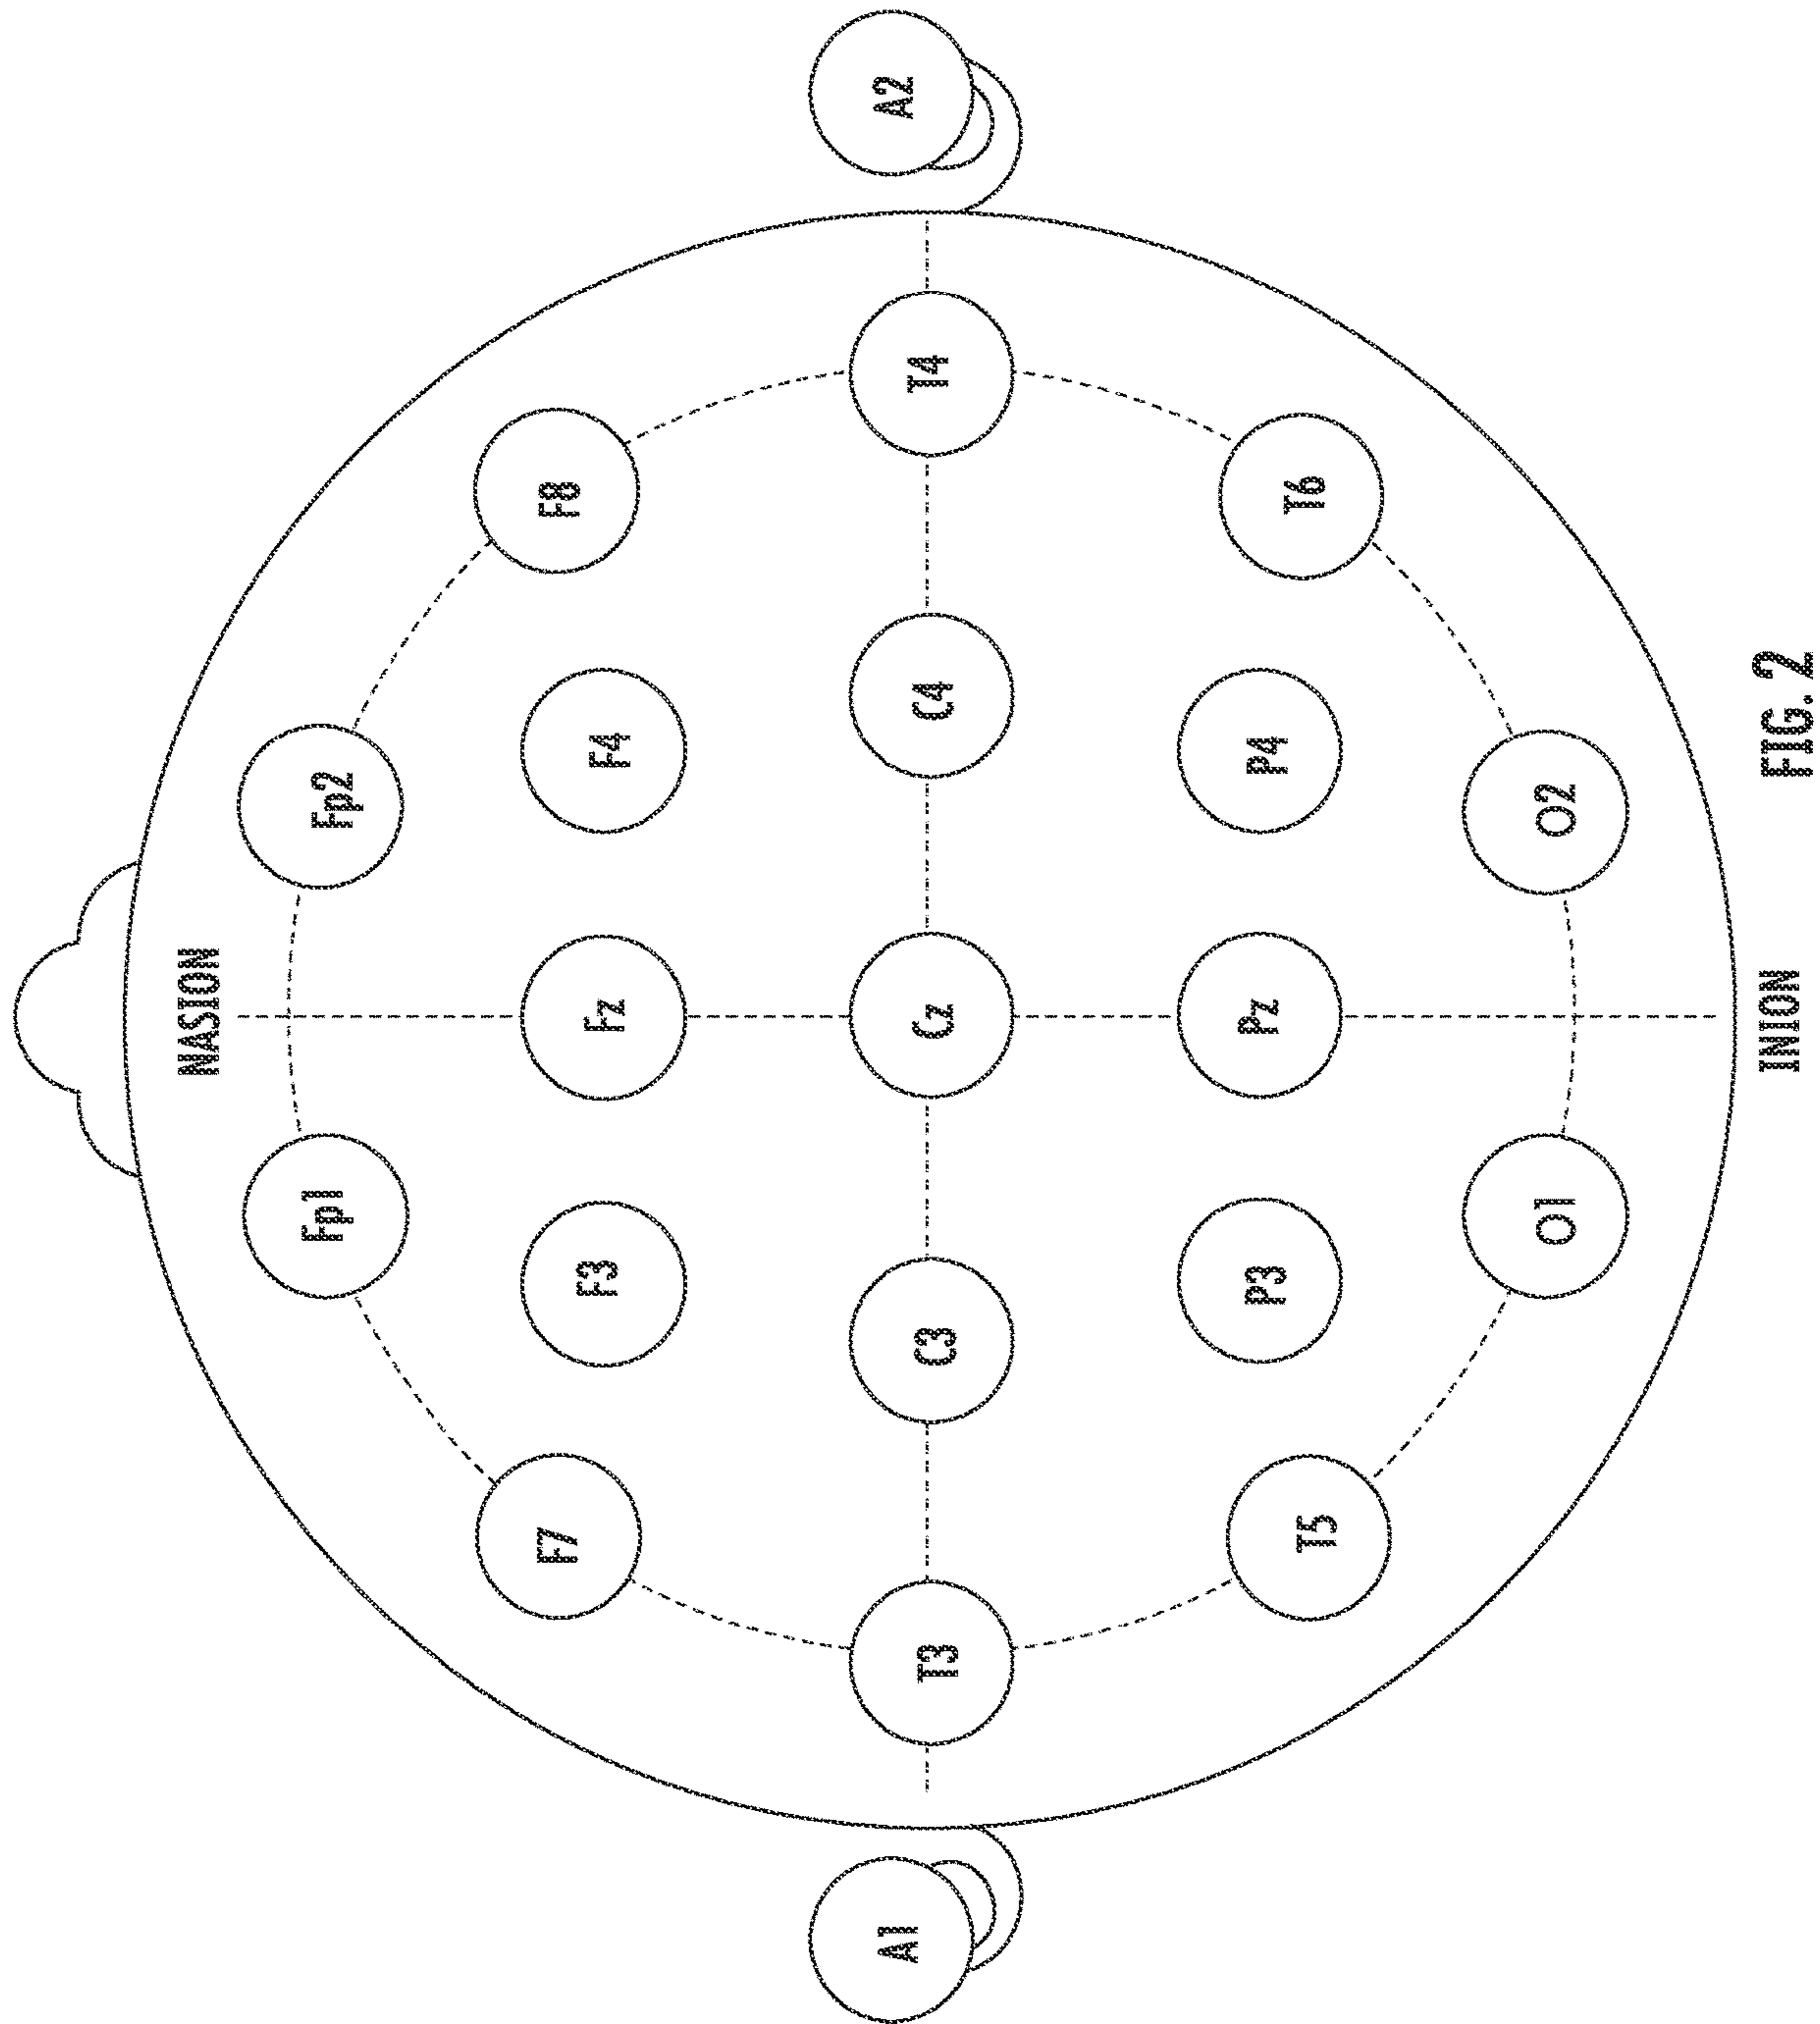 NASION
Fp1
Fp2
F7
F3
Fz
F4
F8
A1
T3
C3
Cz
C4
T4
A2
T5
P3
Pz
P4
T6
O1
O2
INION
FIG. 2